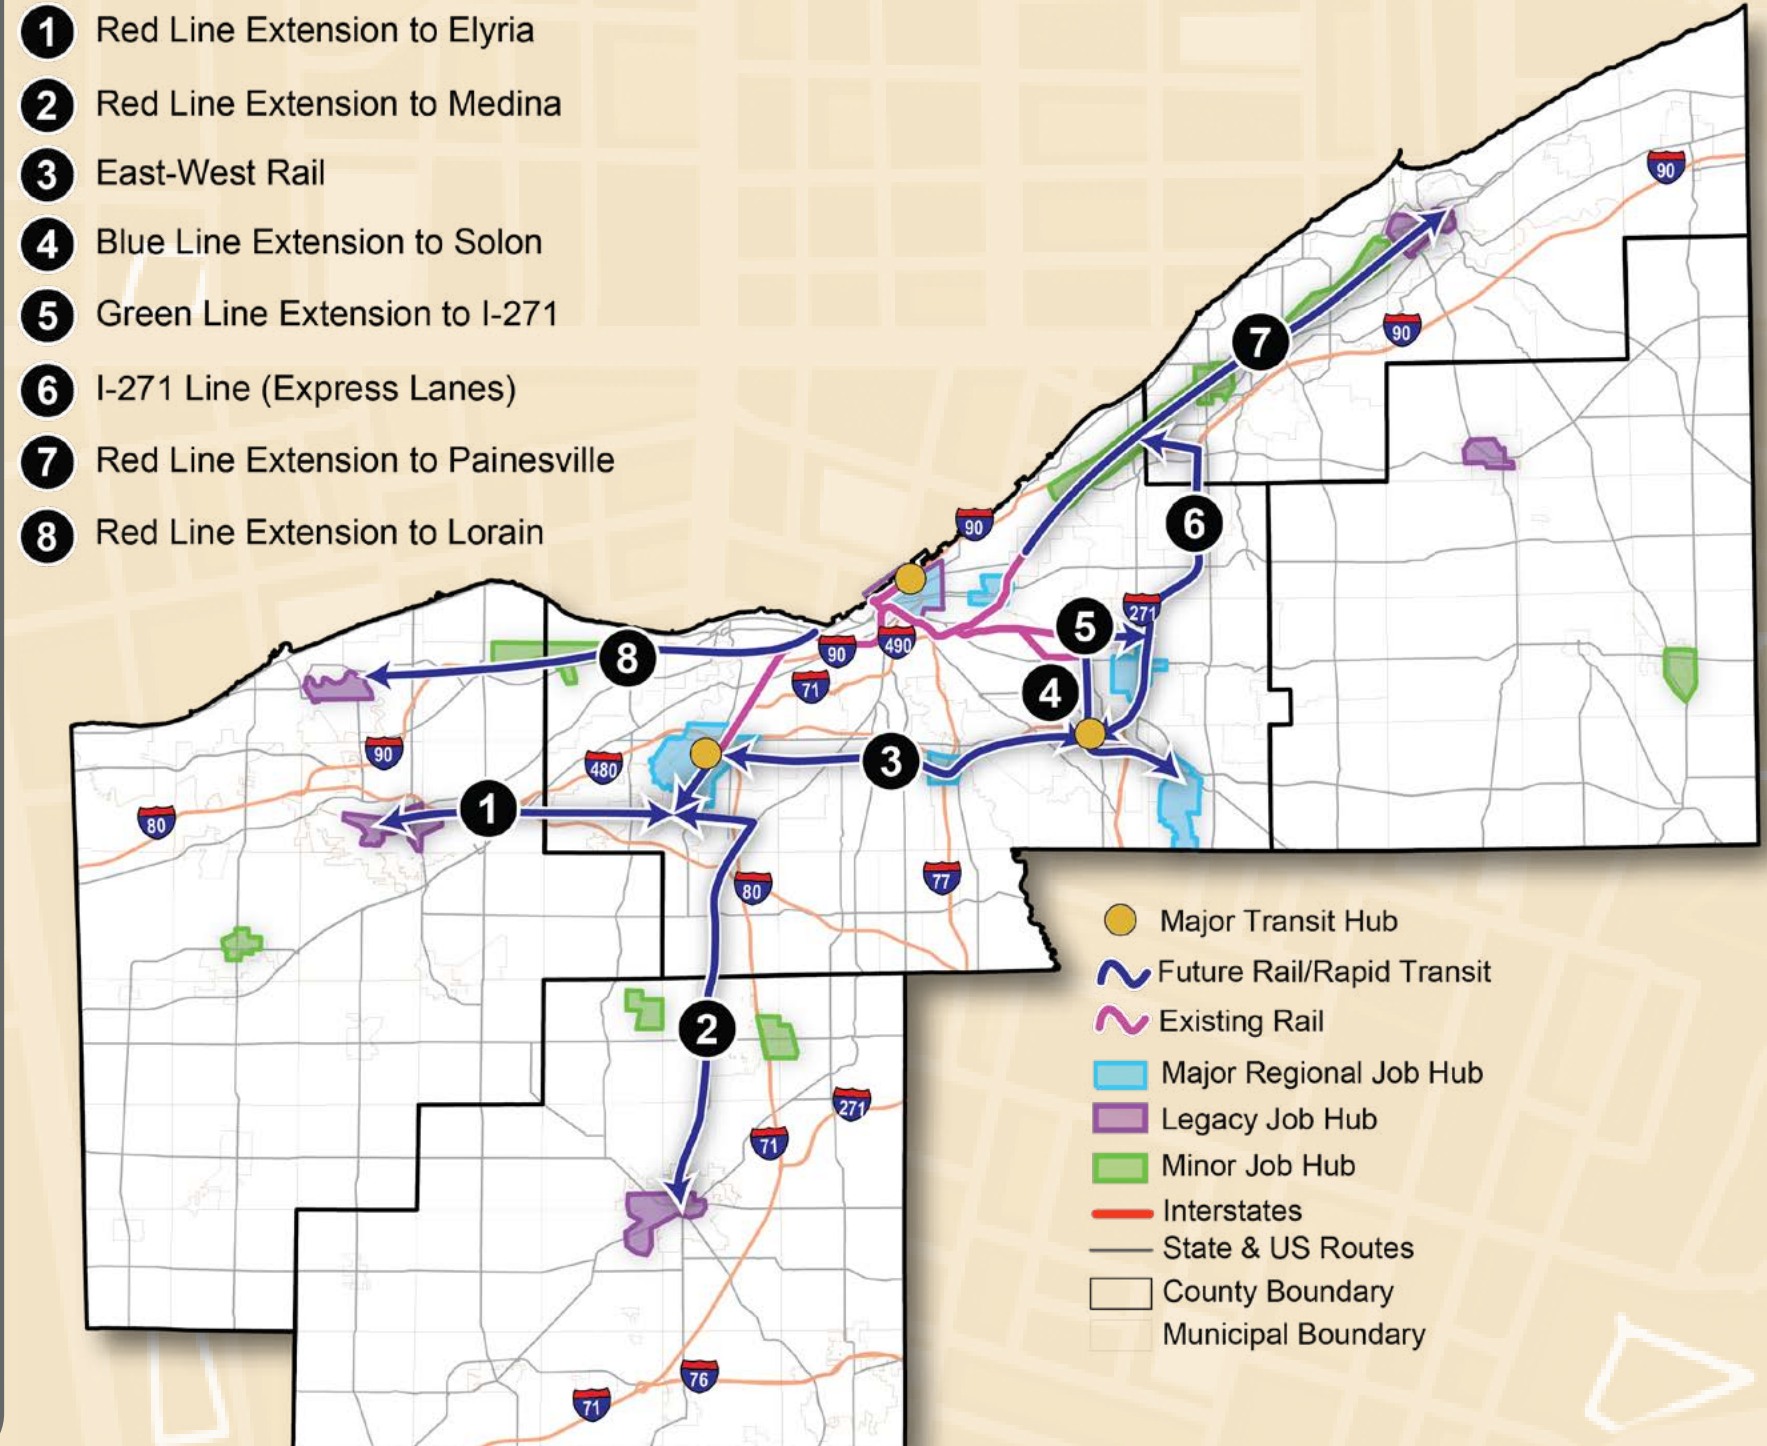 1 Red Line Extension to Elyria
2 Red Line Extension to Medina
3 East-West Rail
4 Blue Line Extension to Solon
5 Green Line Extension to I-271
6 I-271 Line (Express Lanes)
7 Red Line Extension to Painesville
8 Red Line Extension to Lorain
90
90
7
90
6
271
5
490
90
8
71
4
90
480
3
1
80
80
77
2
271
71
76
71
Major Transit Hub
Future Rail/Rapid Transit
Existing Rail
Major Regional Job Hub
Legacy Job Hub
Minor Job Hub
Interstates
State & US Routes
County Boundary
Municipal Boundary